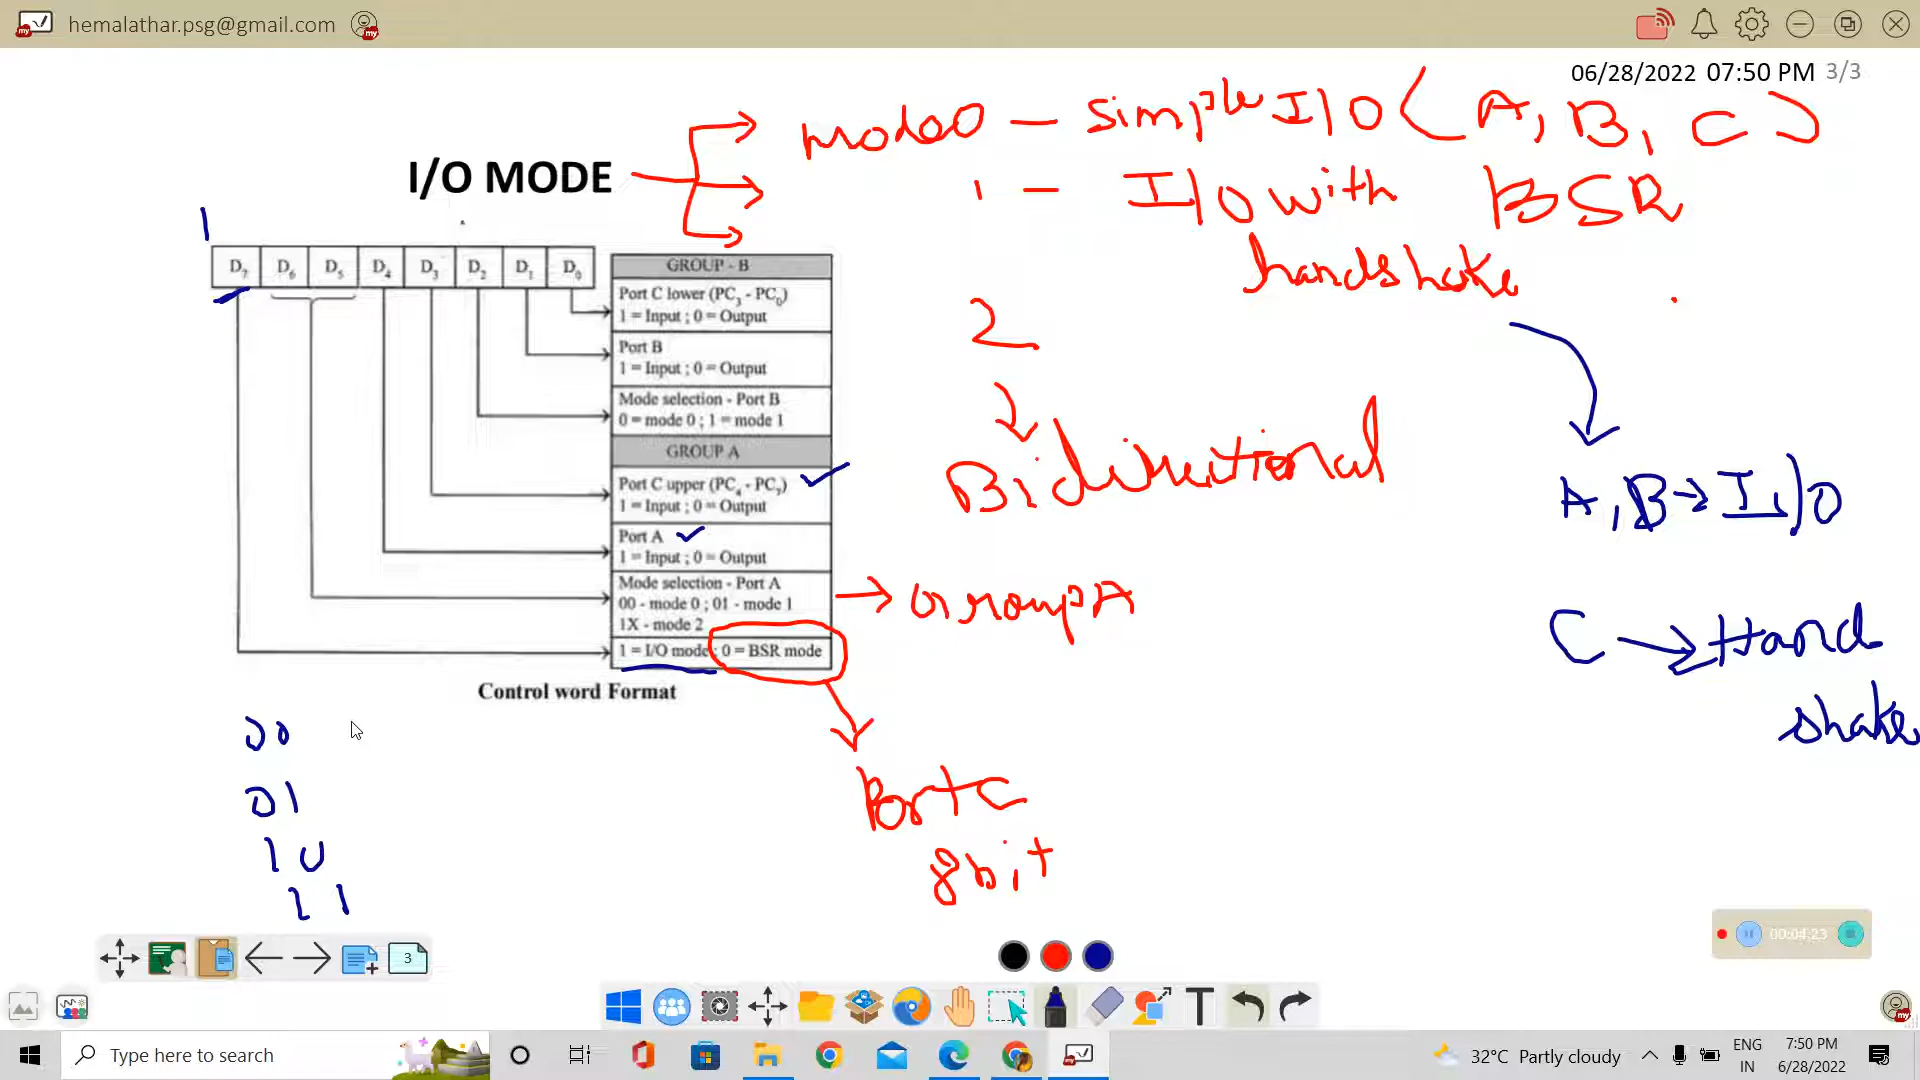 hemalathar.psg@gmail.com
06/28/2022 07:50 PM 3/3
I/O MODE
mode0 - simple I/O (A, B, C)
1 - I/O with BSR
handshake
2
Bidirectional
1
D7 D6 D5 D4 D3 D2 D1 D0
GROUP - B
Port C lower (PC3 - PC0)
1 = Input ; 0 = Output
Port B
1 = Input ; 0 = Output
Mode selection - Port B
0 = mode 0 ; 1 = mode 1
GROUP A
Port C upper (PC4 - PC7)
1 = Input ; 0 = Output
Port A
1 = Input ; 0 = Output
Mode selection - Port A
00 - mode 0 ; 01 - mode 1
1X - mode 2
1 = I/O mode ; 0 = BSR mode
Control word Format
Group A
A, B → I/O
C → Hand
shake
Port C
8 bit
00
01
10
11
3
00:04:23
T
Type here to search
32°C Partly cloudy
ENG
IN
7:50 PM
6/28/2022